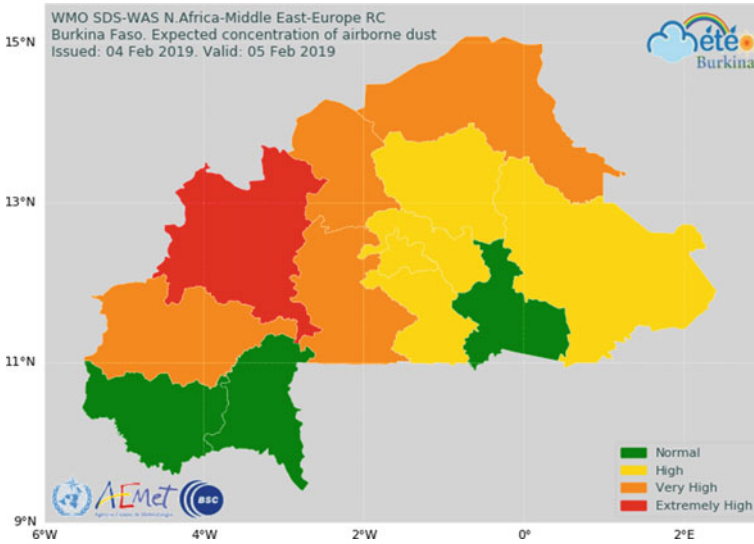 WMO SDS-WAS N.Africa-Middle East-Europe RC
Burkina Faso. Expected concentration of airborne dust
Issued: 04 Feb 2019. Valid: 05 Feb 2019
été
Burkina
15°N
13°N
11°N
9°N
6°W
4°W
2°W
0°
2°E
Normal
High
Very High
Extremely High
AEMet
BSC